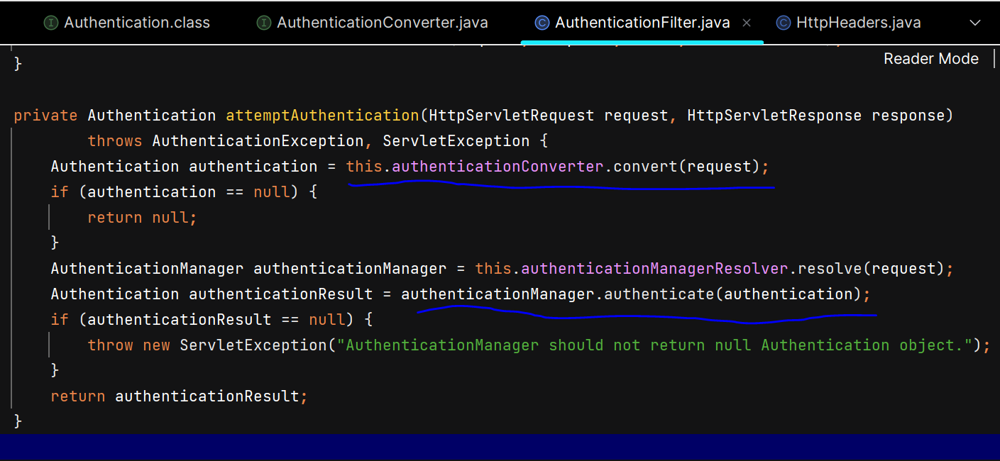 Authentication.class AuthenticationConverter.java AuthenticationFilter.java HttpHeaders.java
Reader Mode
}
private Authentication attemptAuthentication(HttpServletRequest request, HttpServletResponse response)
throws AuthenticationException, ServletException {
Authentication authentication = this.authenticationConverter.convert(request);
if (authentication == null) {
return null;
}
AuthenticationManager authenticationManager = this.authenticationManagerResolver.resolve(request);
Authentication authenticationResult = authenticationManager.authenticate(authentication);
if (authenticationResult == null) {
throw new ServletException("AuthenticationManager should not return null Authentication object.");
}
return authenticationResult;
}